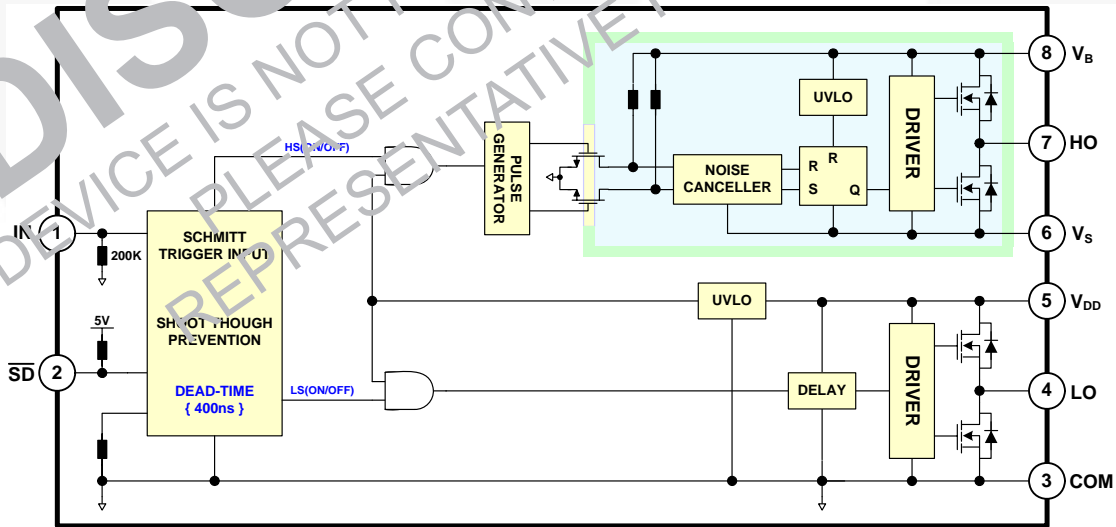 DISC
DEVICE IS NOT
PLEASE CON
REPRESENTATIVE
8 VB
UVLO
DRIVER
HS(ON/OFF)
PULSE GENERATOR
7 HO
NOISE
CANCELLER
R
R
S
Q
IN 1
200K
SCHMITT
TRIGGER INPUT
6 VS
UVLO
5 VDD
5V
SHOOT THOUGH
PREVENTION
SD 2
DEAD-TIME
{ 400ns }
LS(ON/OFF)
DELAY
DRIVER
4 LO
3 COM